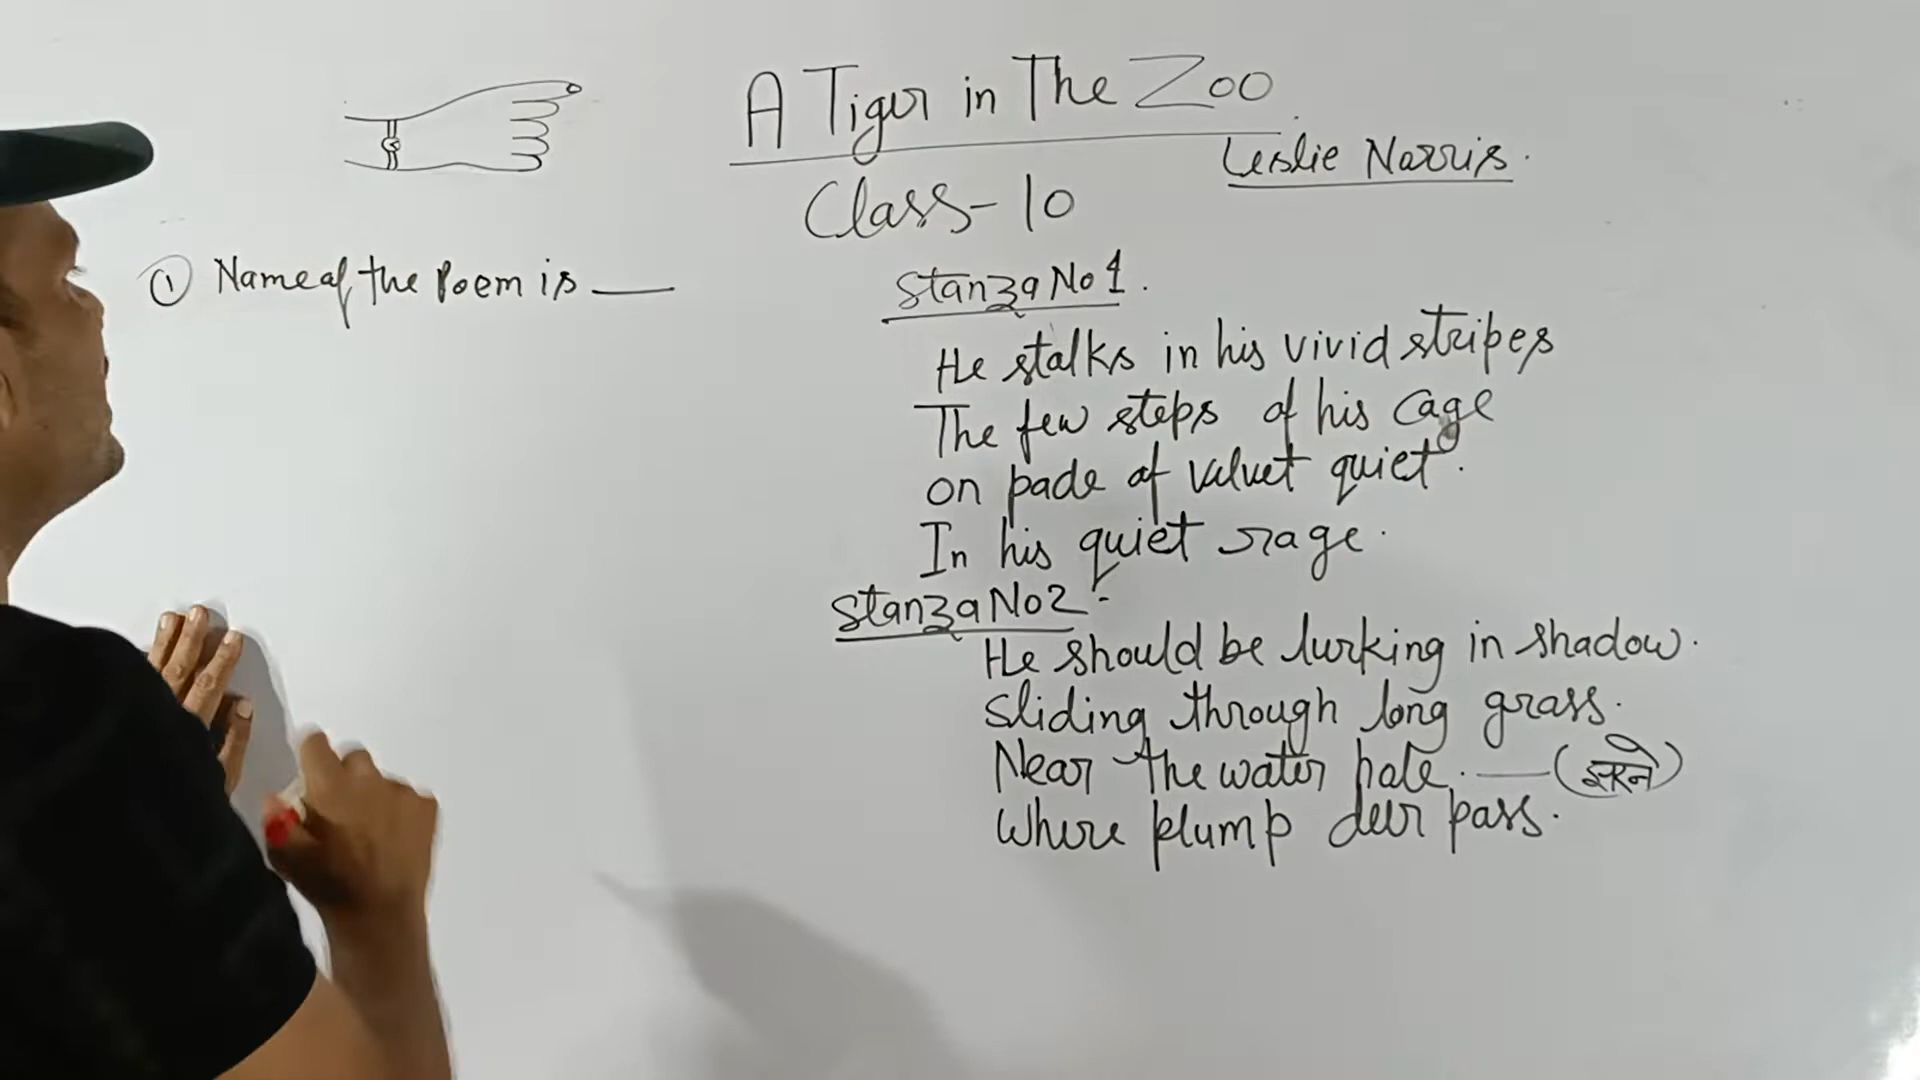 A Tiger in The Zoo
Leslie Norris.
Class-10
① Name of the Poem is ___
Stanza No 1.
He stalks in his vivid stripes
The few steps of his cage
on pade of velvet quiet.
In his quiet rage.
Stanza No 2
He should be lurking in shadow.
Sliding through long grass.
Near the water hole. — (झरने)
Where plump deer pass.